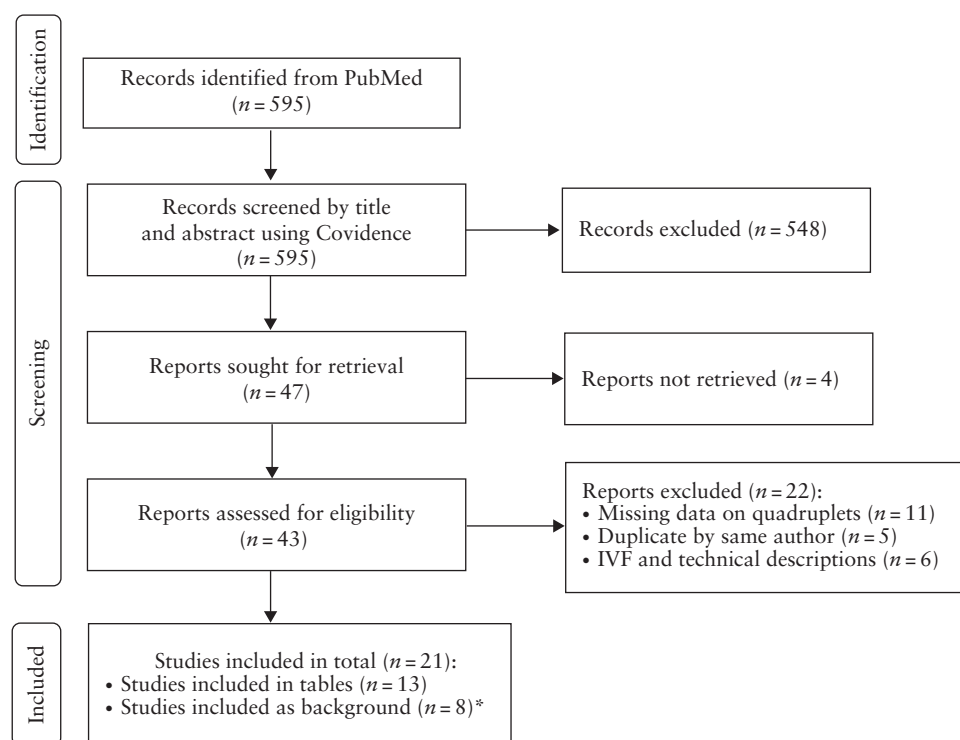 Identification
Records identified from PubMed
(n = 595)
Screening
Records screened by title
and abstract using Covidence
(n = 595)
Records excluded (n = 548)
Reports sought for retrieval
(n = 47)
Reports not retrieved (n = 4)
Reports assessed for eligibility
(n = 43)
Reports excluded (n = 22):
• Missing data on quadruplets (n = 11)
• Duplicate by same author (n = 5)
• IVF and technical descriptions (n = 6)
Included
Studies included in total (n = 21):
• Studies included in tables (n = 13)
• Studies included as background (n = 8)*